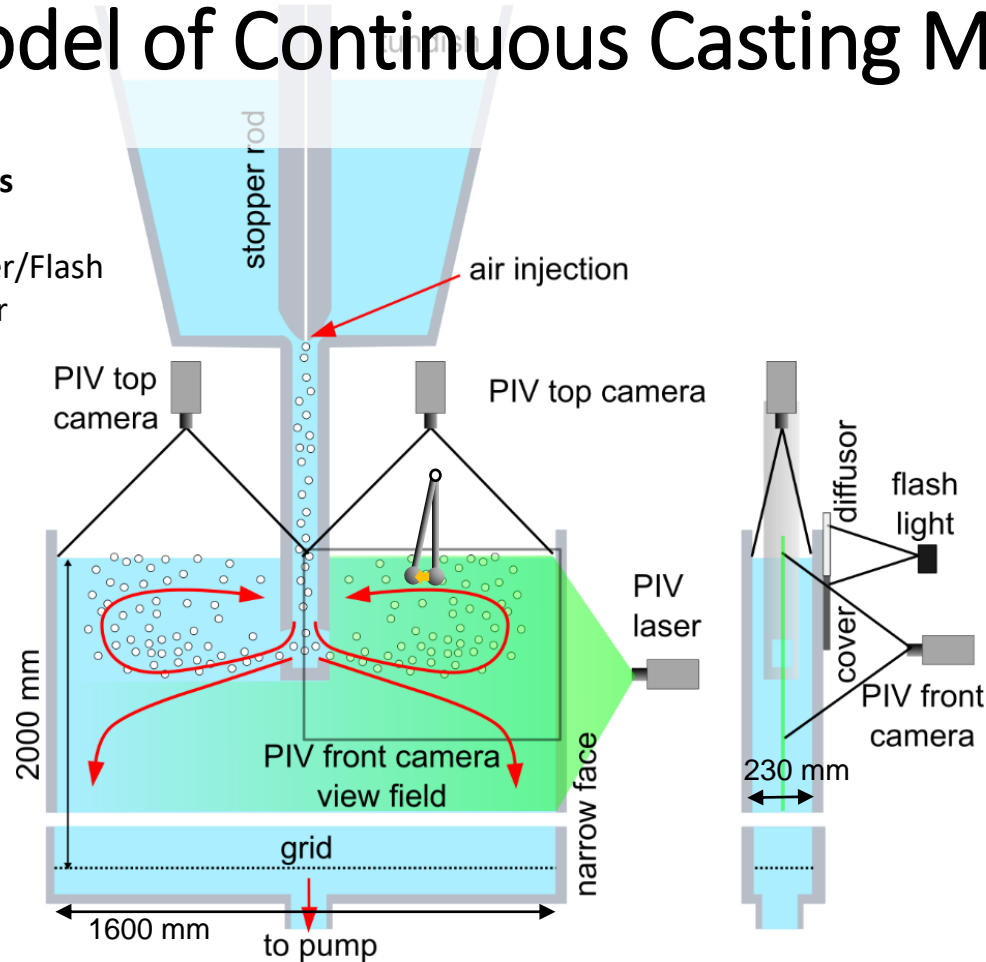 odel of Continuous Casting M
tundish
s
er/Flash
r
stopper rod
air injection
PIV top
camera
PIV top camera
diffusor
flash
light
PIV
laser
cover
PIV front
camera
2000 mm
PIV front camera
view field
narrow face
230 mm
grid
1600 mm
to pump